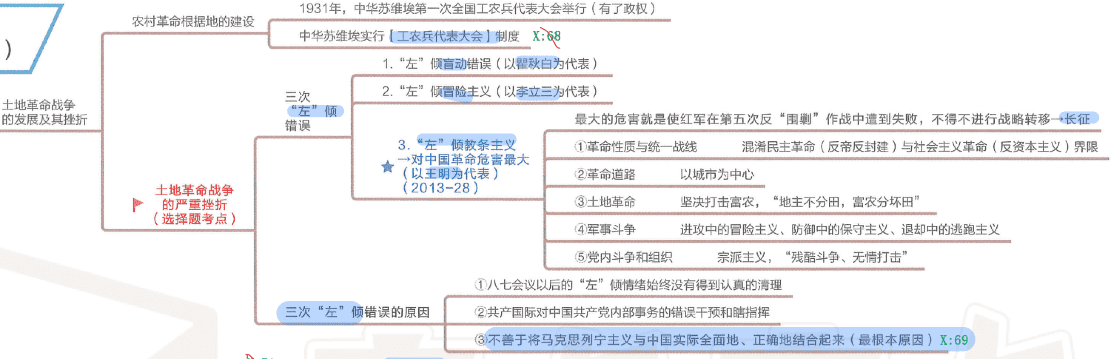 ）
土地革命战争
的发展及其挫折
农村革命根据地的建设
1931年，中华苏维埃第一次全国工农兵代表大会举行（有了政权）
中华苏维埃实行【工农兵代表大会】制度 X:68
土地革命战争
的严重挫折
（选择题考点）
三次
“左”倾
错误
1. “左”倾盲动错误（以瞿秋白为代表）
2. “左”倾冒险主义（以李立三为代表）
3. “左”倾教条主义
→对中国革命危害最大
（以王明为代表）
（2013-28）
最大的危害就是使红军在第五次反“围剿”作战中遭到失败，不得不进行战略转移→长征
①革命性质与统一战线 混淆民主革命（反帝反封建）与社会主义革命（反资本主义）界限
②革命道路 以城市为中心
③土地革命 坚决打击富农，“地主不分田，富农分坏田”
④军事斗争 进攻中的冒险主义、防御中的保守主义、退却中的逃跑主义
⑤党内斗争和组织 宗派主义，“残酷斗争、无情打击”
三次“左”倾错误的原因
①八七会议以后的“左”倾情绪始终没有得到认真的清理
②共产国际对中国共产党内部事务的错误干预和瞎指挥
③不善于将马克思列宁主义与中国实际全面地、正确地结合起来（最根本原因）X:69